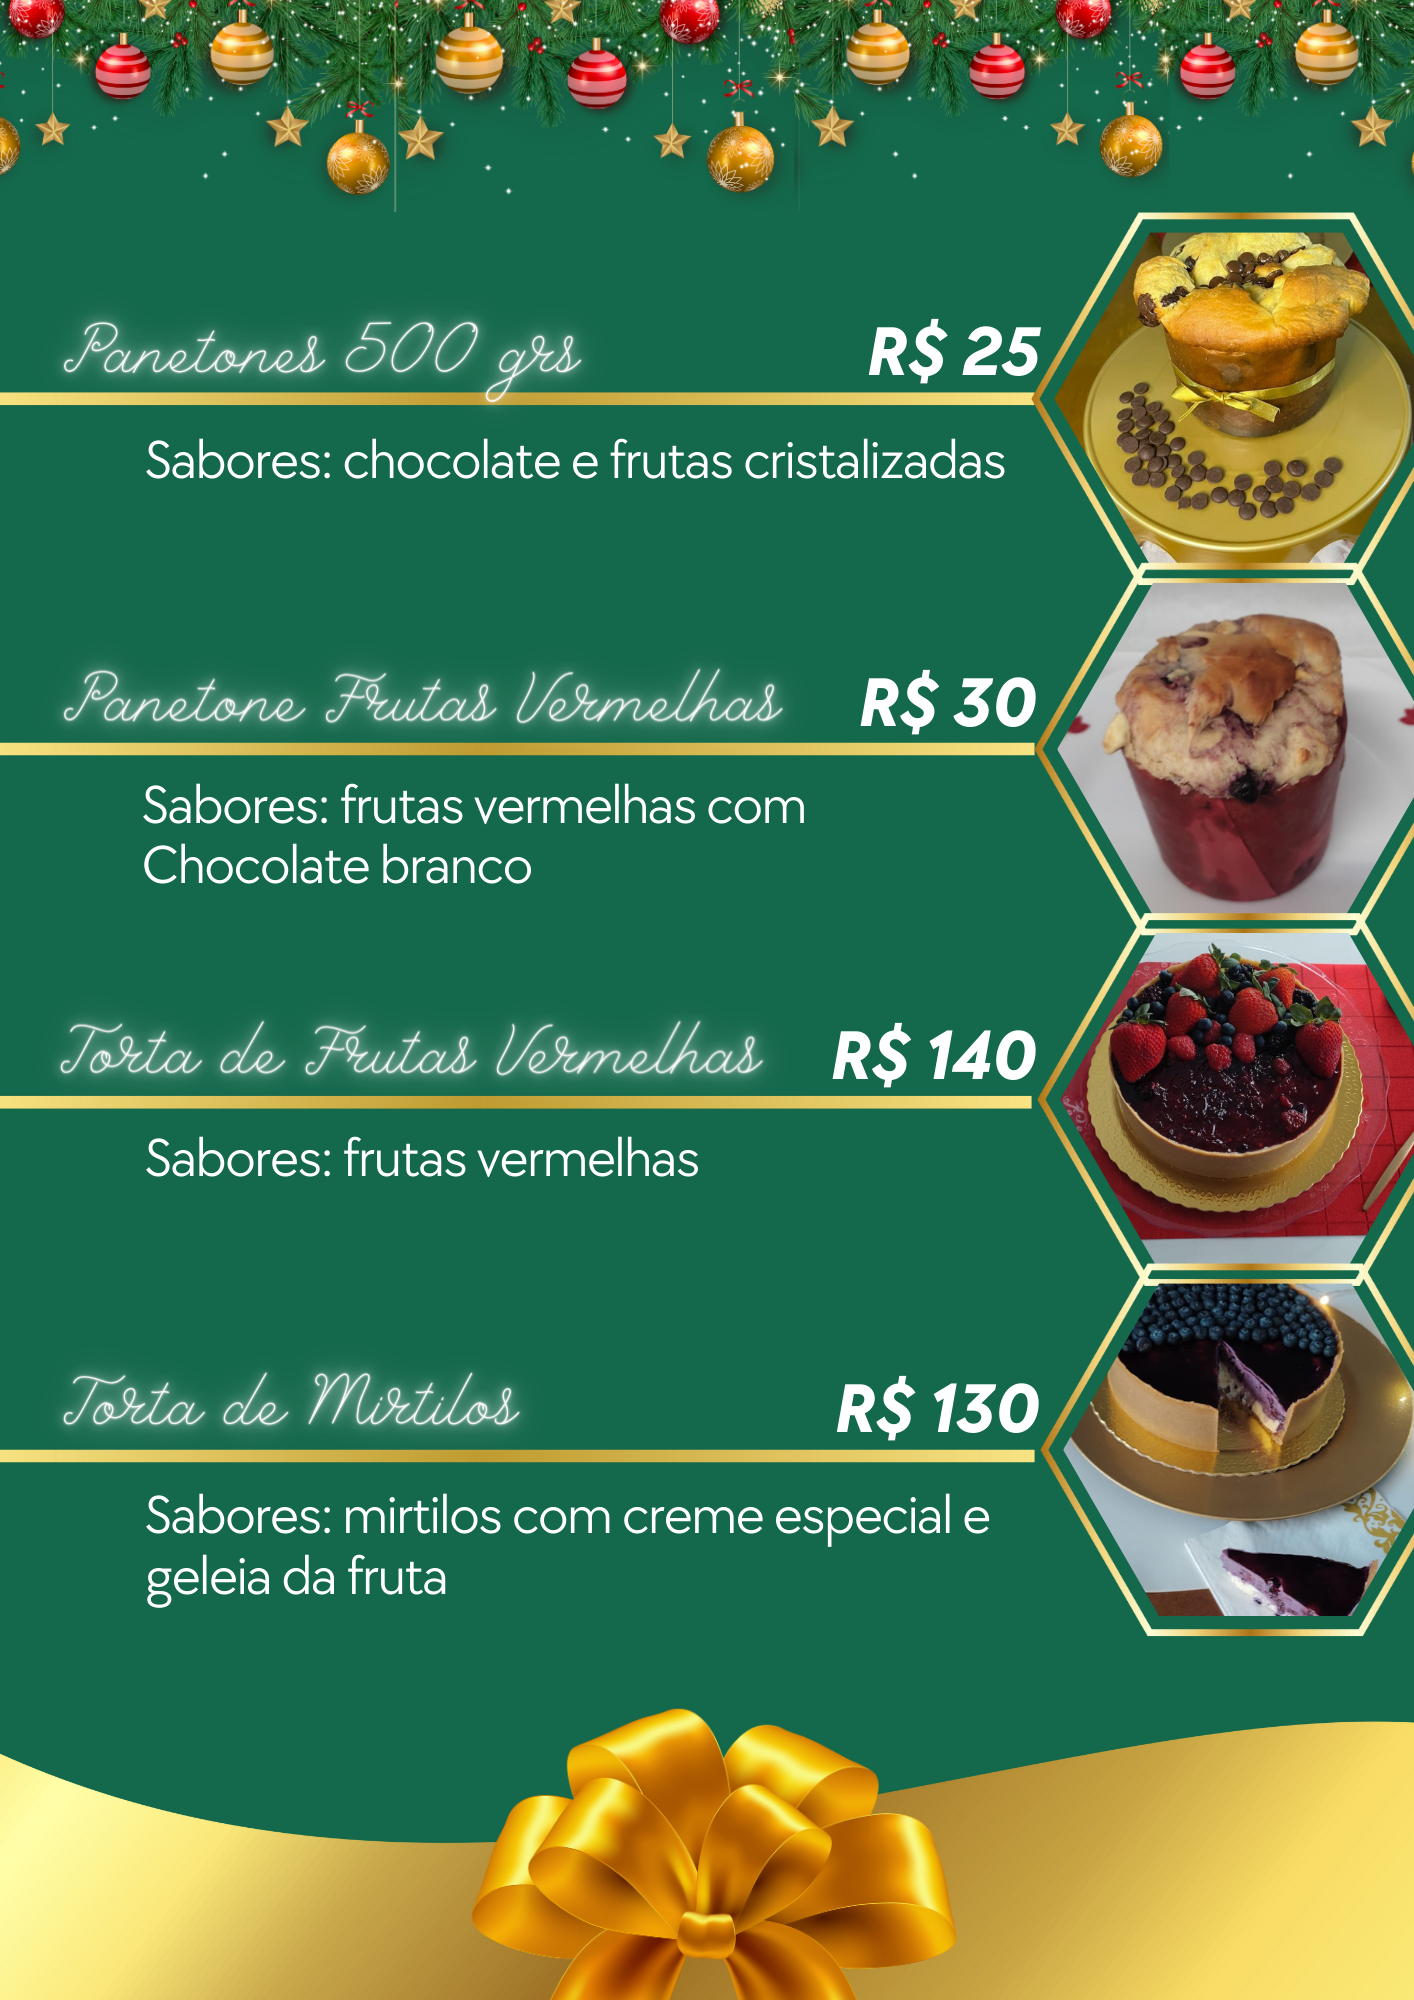 Panetones 500 grs R$ 25
Sabores: chocolate e frutas cristalizadas
Panetone Frutas Vermelhas R$ 30
Sabores: frutas vermelhas com
Chocolate branco
Torta de Frutas Vermelhas R$ 140
Sabores: frutas vermelhas
Torta de Mirtilos R$ 130
Sabores: mirtilos com creme especial e
geleia da fruta